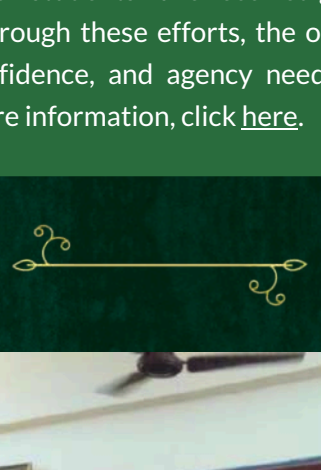 rough these efforts, the o
fidence, and agency need
re information, click here.